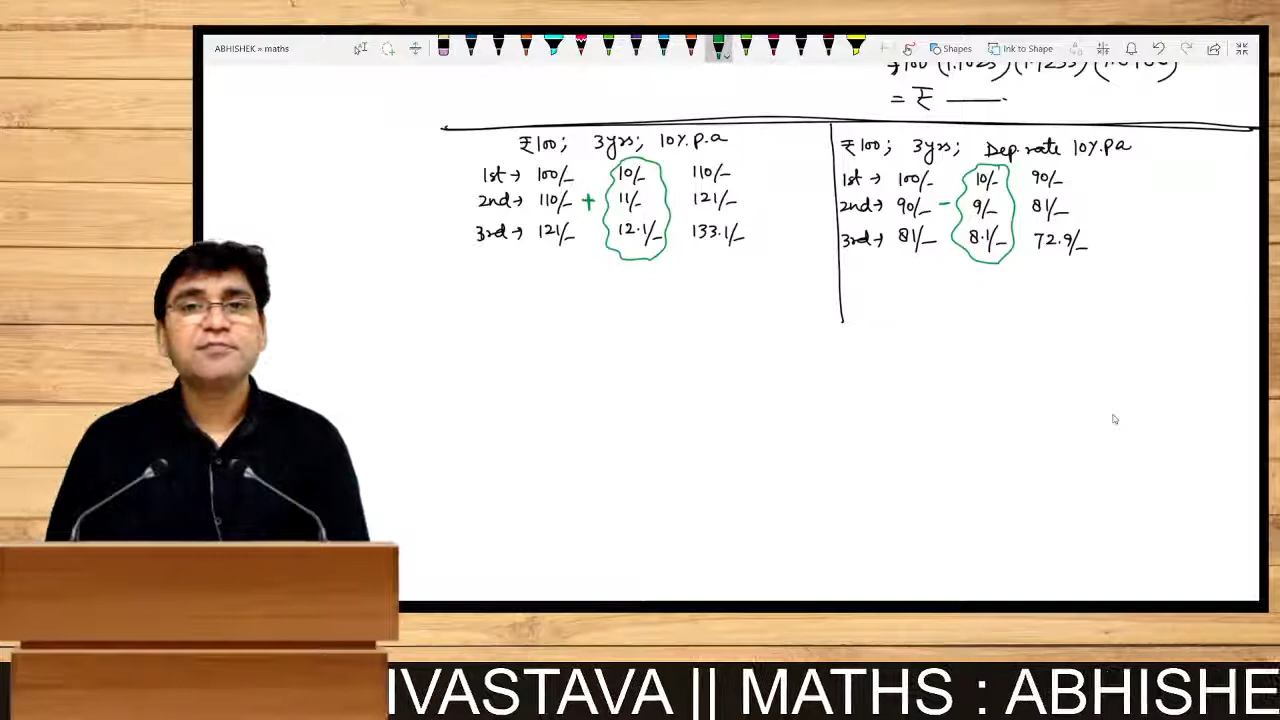 ABHISHEK » maths
Shapes
Ink to Shape
= ₹ —
₹100; 3yrs; 10%.p.a
1st → 100/- 10/- 110/-
2nd → 110/- + 11/- 121/-
3rd → 121/- 12.1/- 133.1/-
₹100; 3yrs; Dep. rate 10%.pa
1st → 100/- 10/- 90/-
2nd → 90/- - 9/- 81/-
3rd → 81/- 8.1/- 72.9/-
IVASTAVA || MATHS : ABHISHE